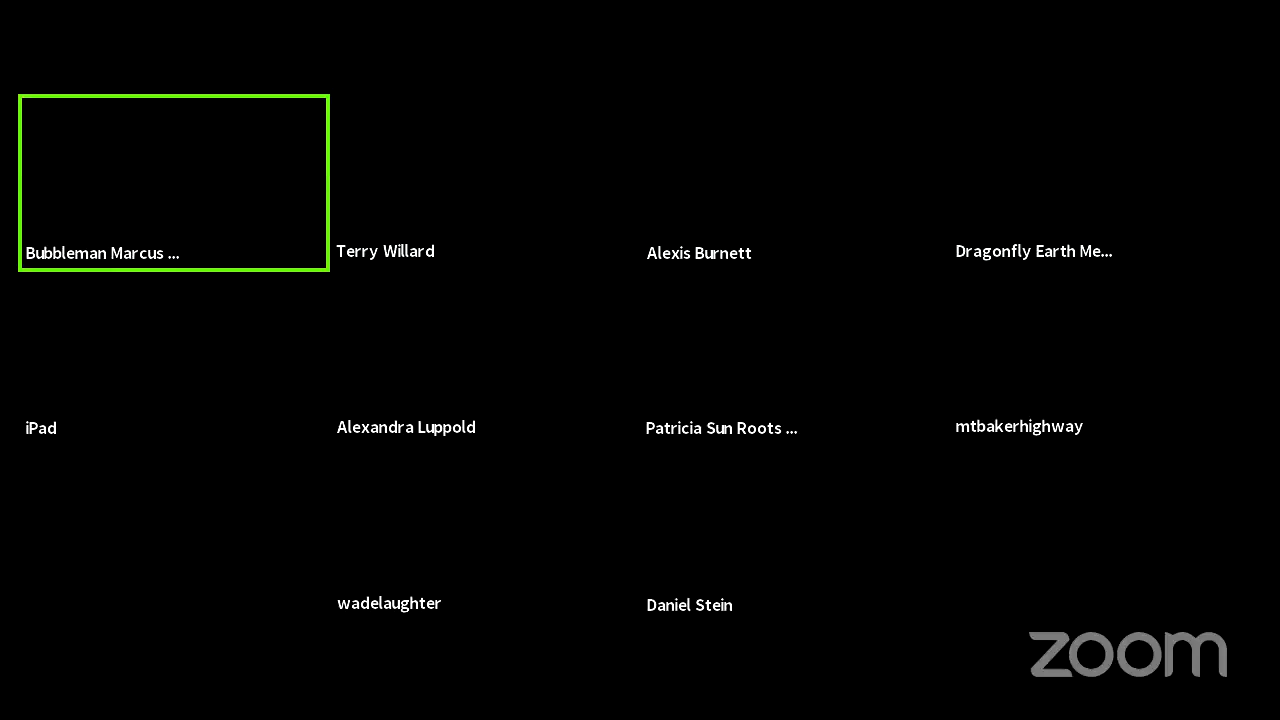 Bubbleman Marcus ...
Terry Willard
Alexis Burnett
Dragonfly Earth Me...
iPad
Alexandra Luppold
Patricia Sun Roots ...
mtbakerhighway
wadelaughter
Daniel Stein
zoom